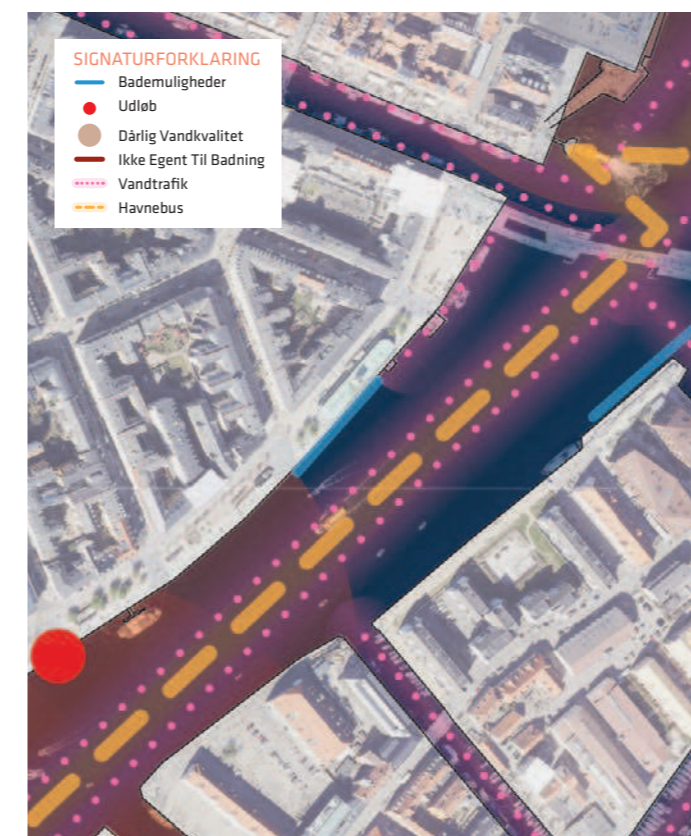 SIGNATURFORKLARING
Bademuligheder
Udløb
Dårlig Vandkvalitet
Ikke Egent Til Badning
Vandtrafik
Havnebus